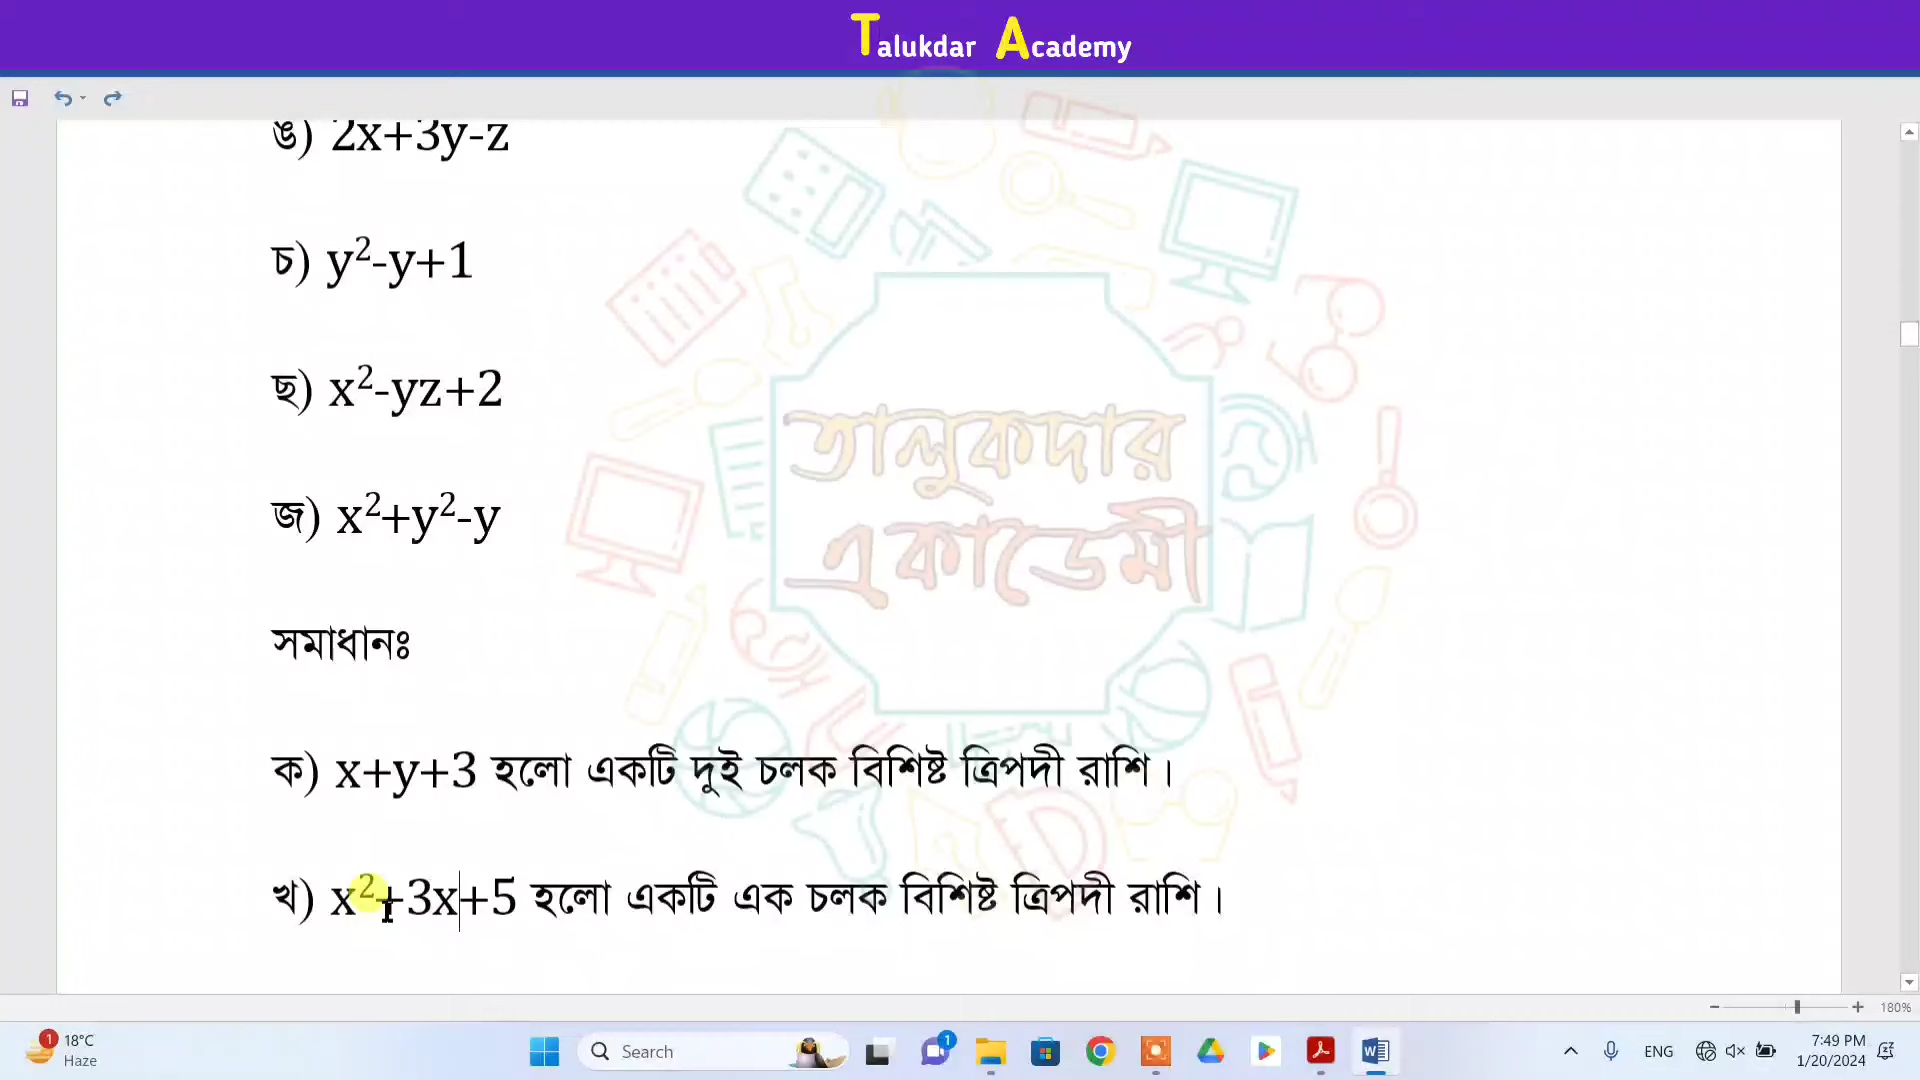 Talukdar Academy
ঙ) 2x+3y-z
চ) y²-y+1
ছ) x²-yz+2
জ) x²+y²-y
তালুকদার
একাডেমী
সমাধানঃ
ক) x+y+3 হলো একটি দুই চলক বিশিষ্ট ত্রিপদী রাশি।
খ) x²+3x+5 হলো একটি এক চলক বিশিষ্ট ত্রিপদী রাশি।
180%
1
18°C
Haze
Search
1
ENG
7:49 PM
1/20/2024